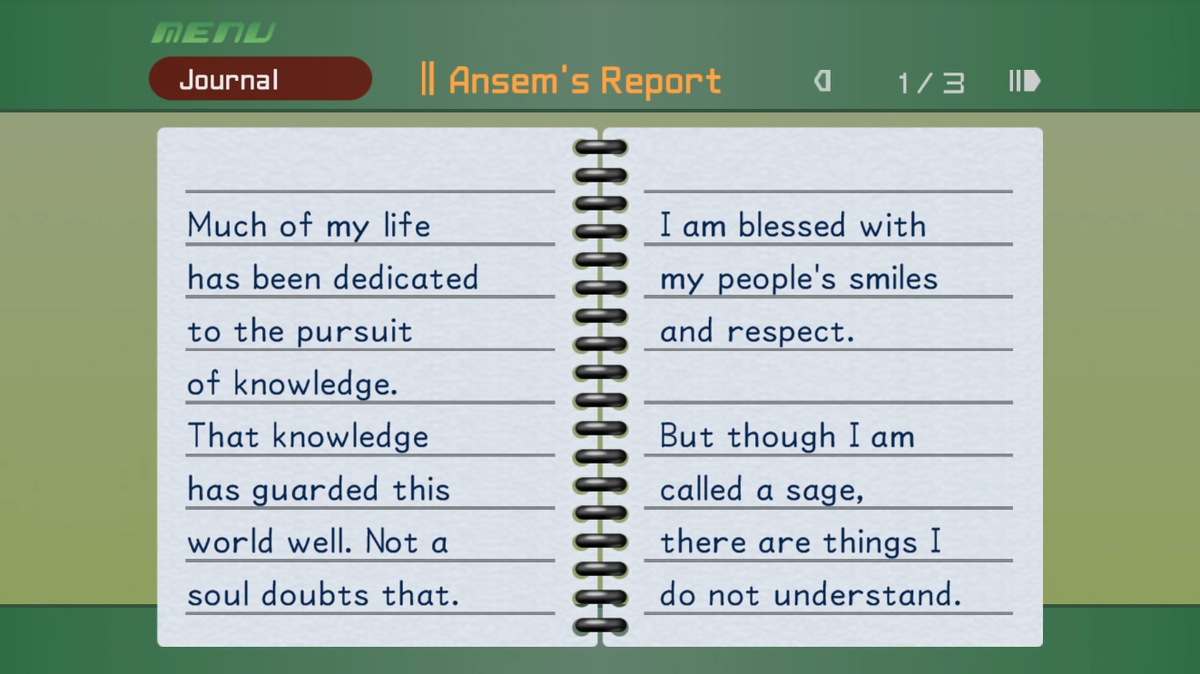 MENU
Journal
Ansem's Report
1/3
Much of my life
has been dedicated
to the pursuit
of knowledge.
That knowledge
has guarded this
world well. Not a
soul doubts that.
I am blessed with
my people's smiles
and respect.
But though I am
called a sage,
there are things I
do not understand.